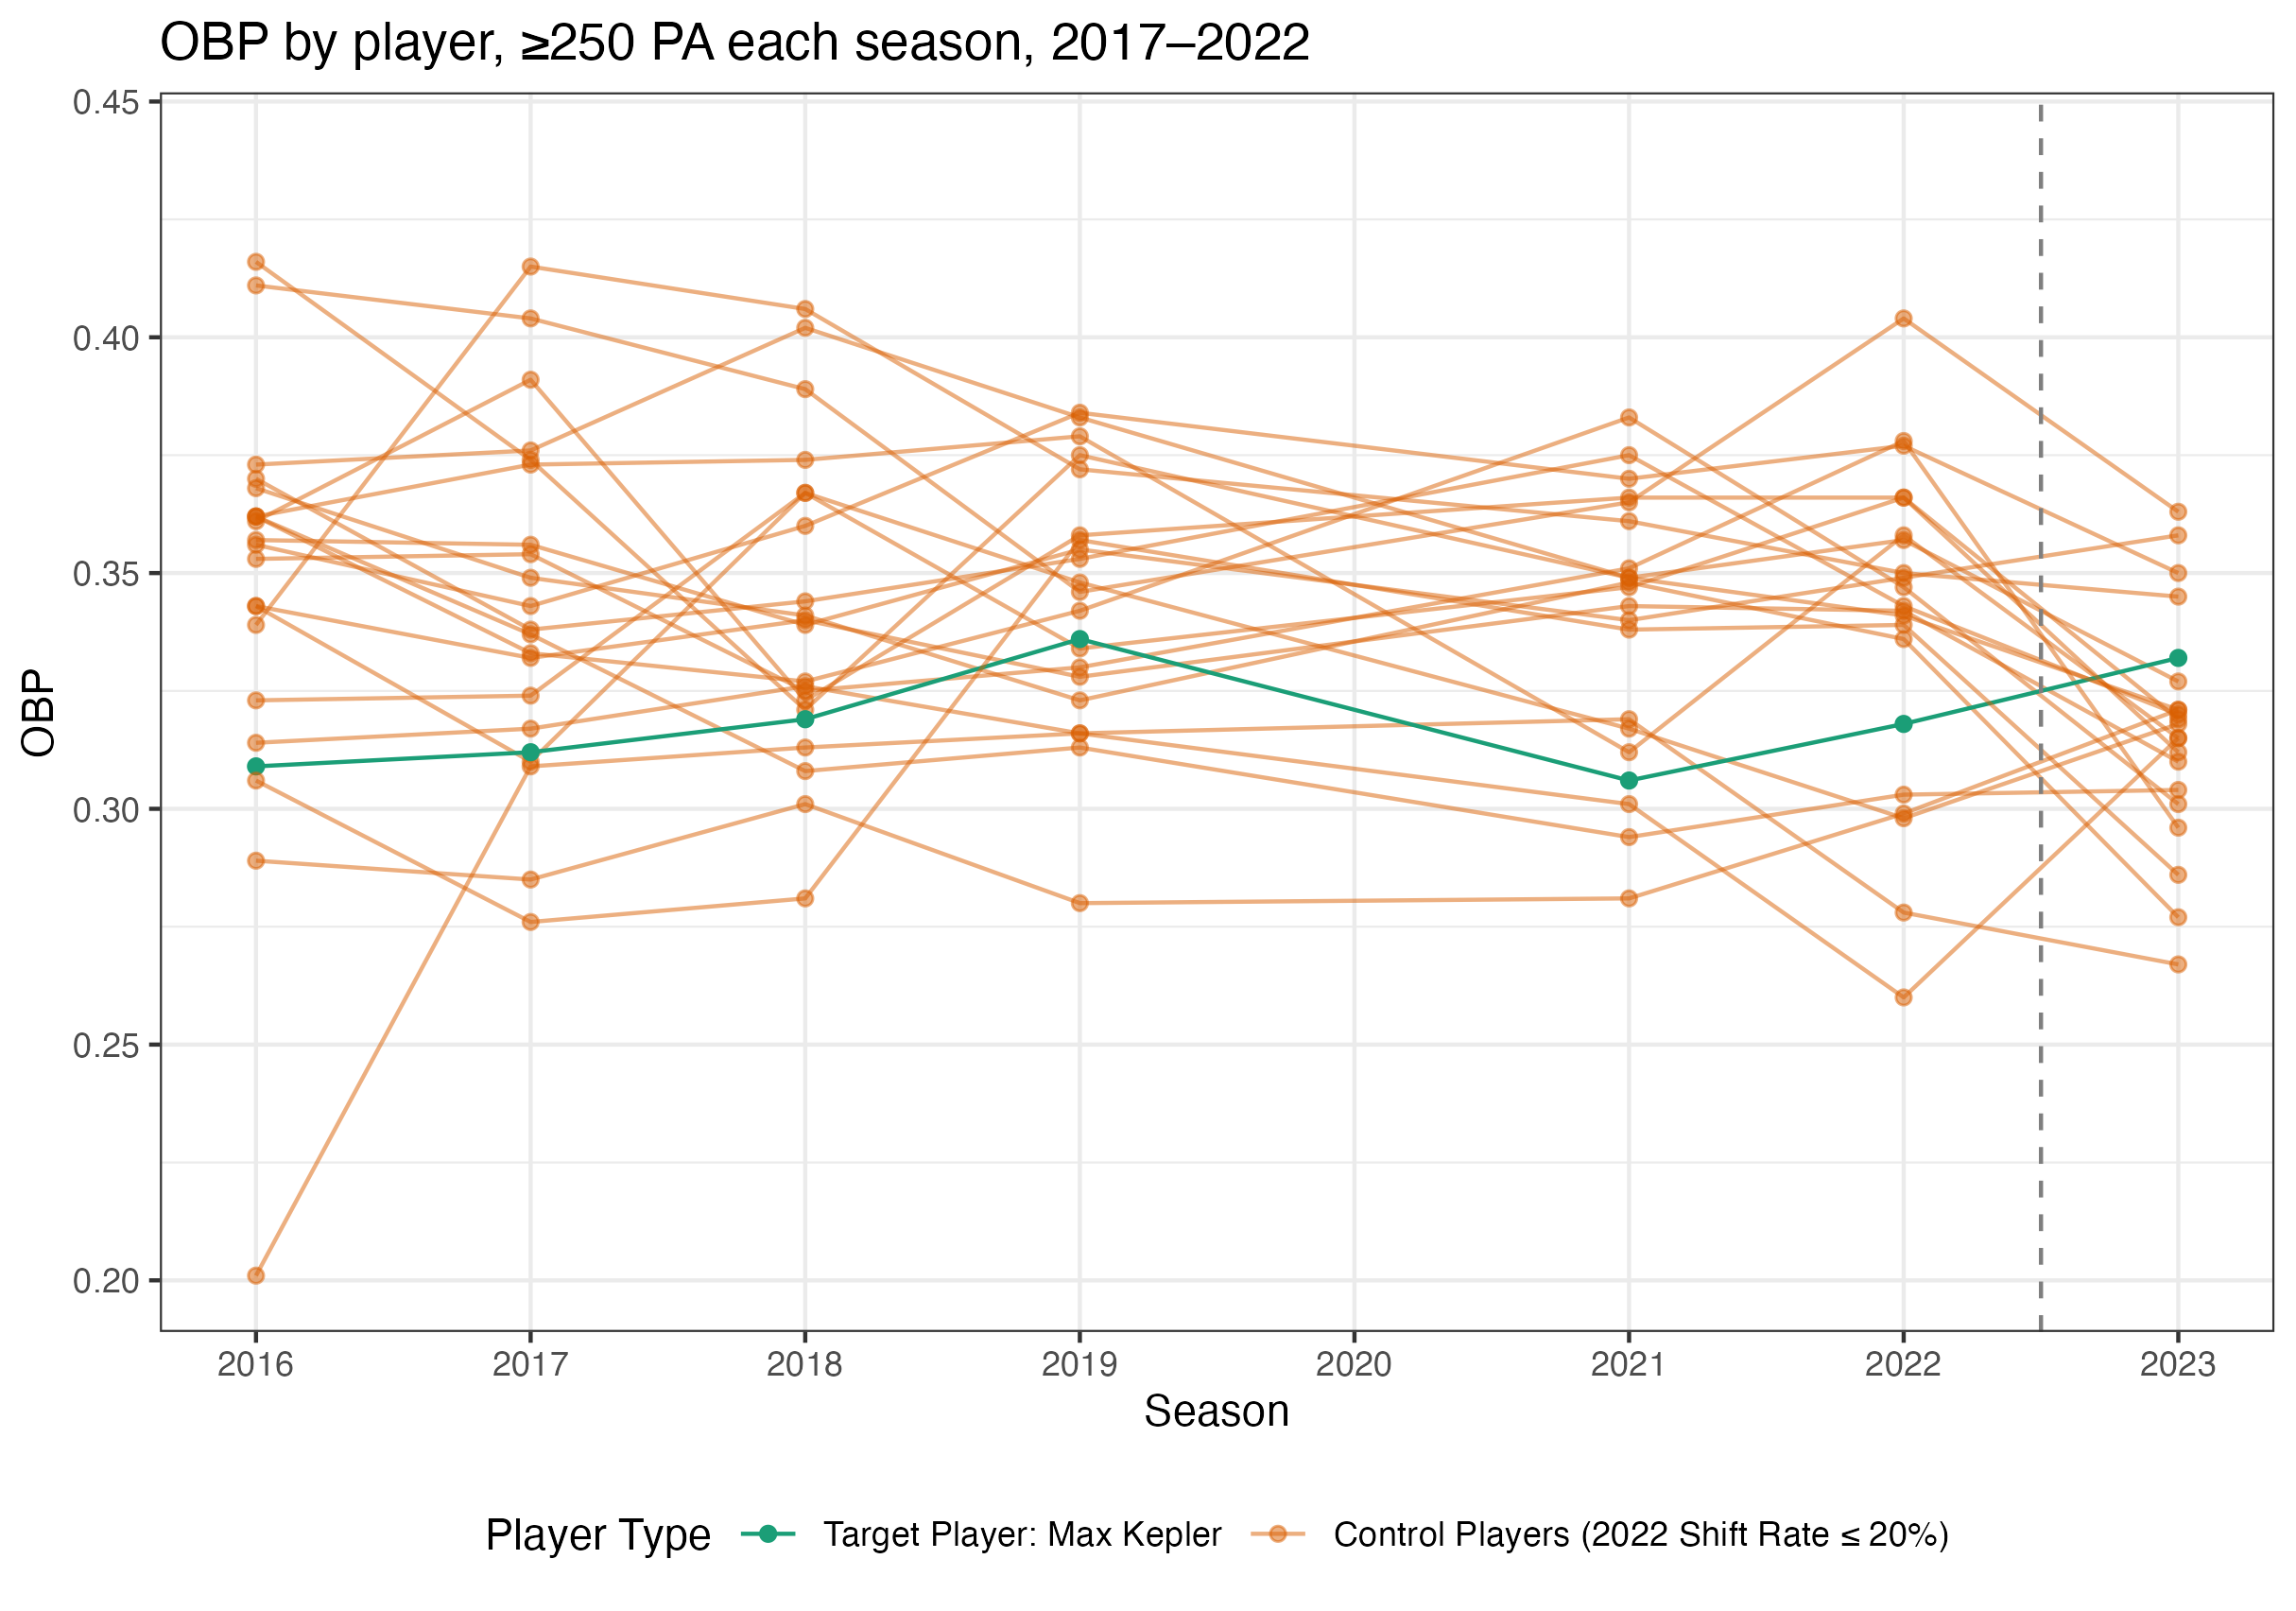 OBP by player, ≥250 PA each season, 2017–2022
0.45
0.40
0.35
0.30
0.25
0.20
OBP
2016 2017 2018 2019 2020 2021 2022 2023
Season
Player Type Target Player: Max Kepler Control Players (2022 Shift Rate ≤ 20%)